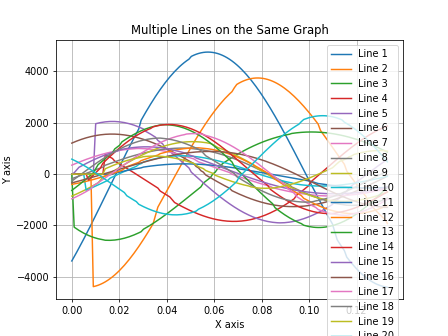 Multiple Lines on the Same Graph
Y axis
4000
2000
0
−2000
−4000
0.00
0.02
0.04
0.06
0.08
0.10
X axis
Line 1
Line 2
Line 3
Line 4
Line 5
Line 6
Line 7
Line 8
Line 9
Line 10
Line 11
Line 12
Line 13
Line 14
Line 15
Line 16
Line 17
Line 18
Line 19
Line 20